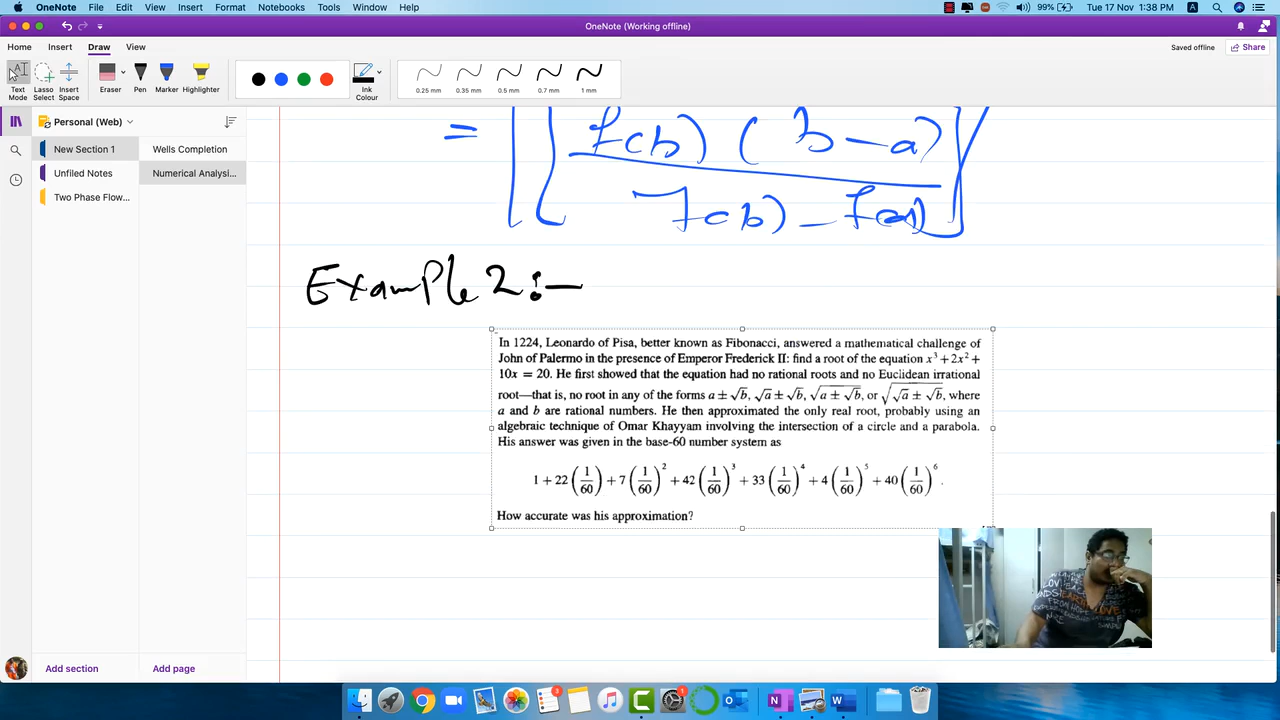 OneNote File Edit View Insert Format Notebooks Tools Window Help
99% Tue 17 Nov 1:38 PM A
OneNote (Working offline)
Home Insert Draw View
Saved offline
Share
Text Mode
Lasso Select
Insert Space
Eraser
Pen
Marker
Highlighter
Ink Colour
0.25 mm 0.35 mm 0.5 mm 0.7 mm 1 mm
Personal (Web)
New Section 1
Unfiled Notes
Two Phase Flow...
Wells Completion
Numerical Analysi...
= f(b) (b-a)
f(b) - f(a)
Example 2 :-
In 1224, Leonardo of Pisa, better known as Fibonacci, answered a mathematical challenge of
John of Palermo in the presence of Emperor Frederick II: find a root of the equation x³ + 2x² +
10x = 20. He first showed that the equation had no rational roots and no Euclidean irrational
root—that is, no root in any of the forms a ± √b, √a ± √b, √(a ± √b), or √(√a ± √b), where
a and b are rational numbers. He then approximated the only real root, probably using an
algebraic technique of Omar Khayyam involving the intersection of a circle and a parabola.
His answer was given in the base-60 number system as
1 + 22 (1/60) + 7 (1/60)² + 42 (1/60)³ + 33 (1/60)⁴ + 4 (1/60)⁵ + 40 (1/60)⁶.
How accurate was his approximation?
LOVE
Add section
Add page